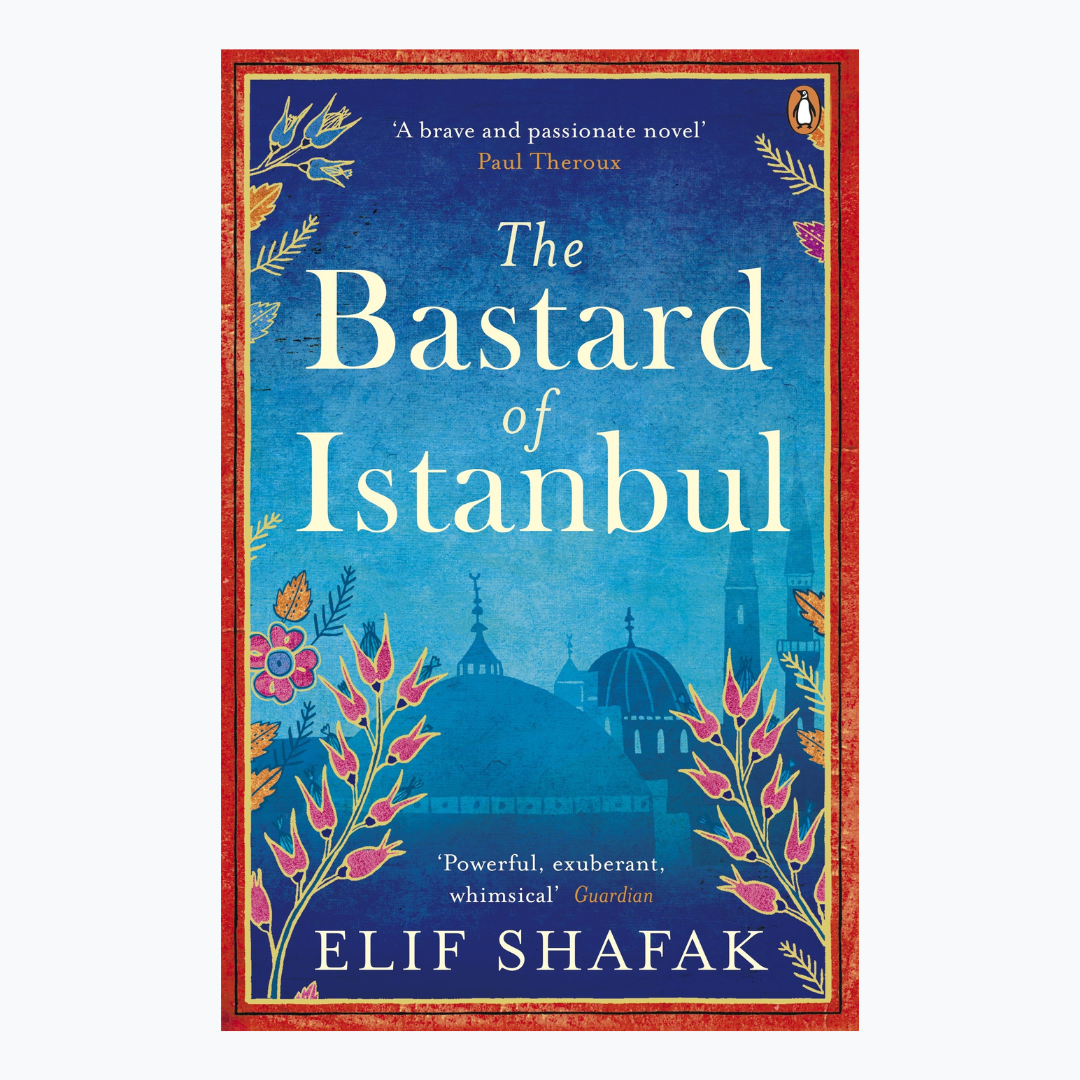 ‘A brave and passionate novel’
Paul Theroux
The
Bastard
of
Istanbul
‘Powerful, exuberant,
whimsical’ Guardian
ELIF SHAFAK